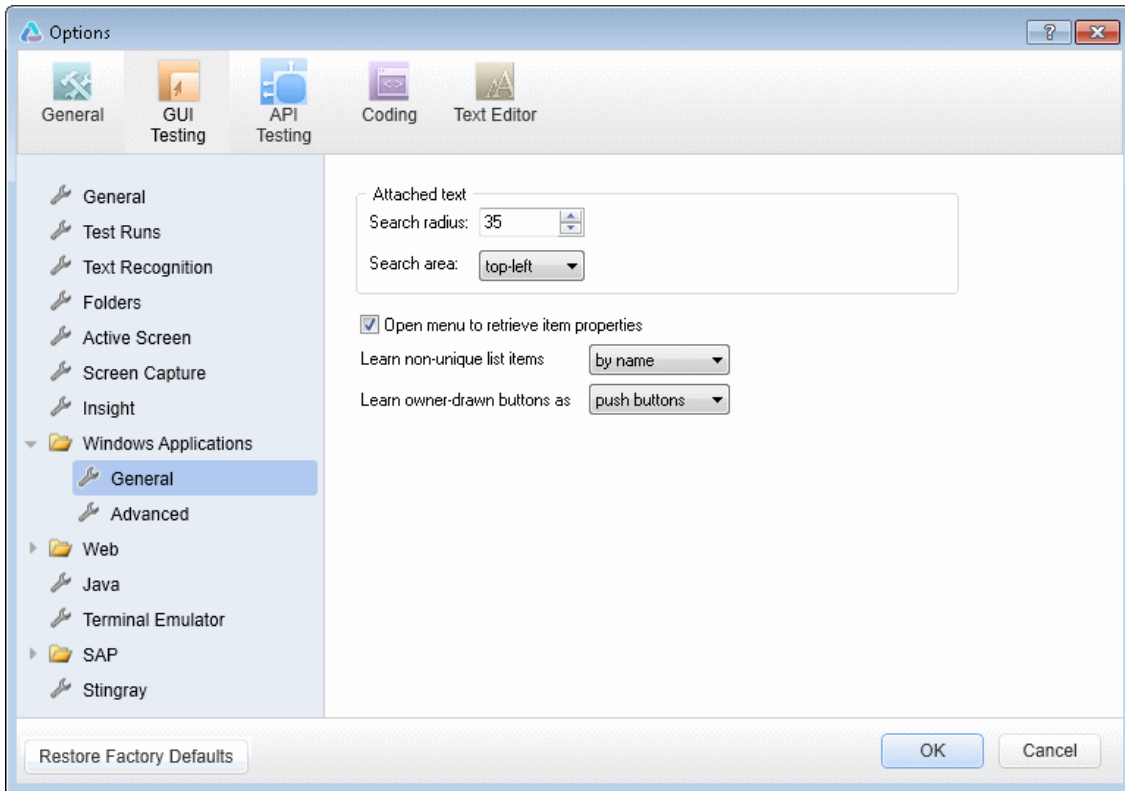 Options
General
GUI
Testing
API
Testing
Coding
Text Editor
General
Test Runs
Text Recognition
Folders
Active Screen
Screen Capture
Insight
Windows Applications
General
Advanced
Web
Java
Terminal Emulator
SAP
Stingray
Attached text
Search radius: 35
Search area: top-left
Open menu to retrieve item properties
Learn non-unique list items by name
Learn owner-drawn buttons as push buttons
Restore Factory Defaults
OK
Cancel